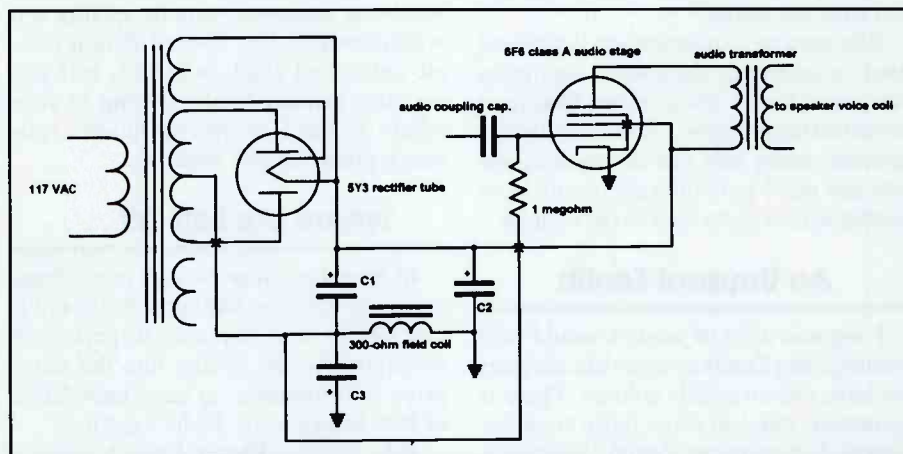 6F6 class A audio stage
audio transformer
audio coupling cap.
to speaker voice coil
117 VAC
5Y3 rectifier tube
1 megohm
C1
C2
300-ohm field coil
C3